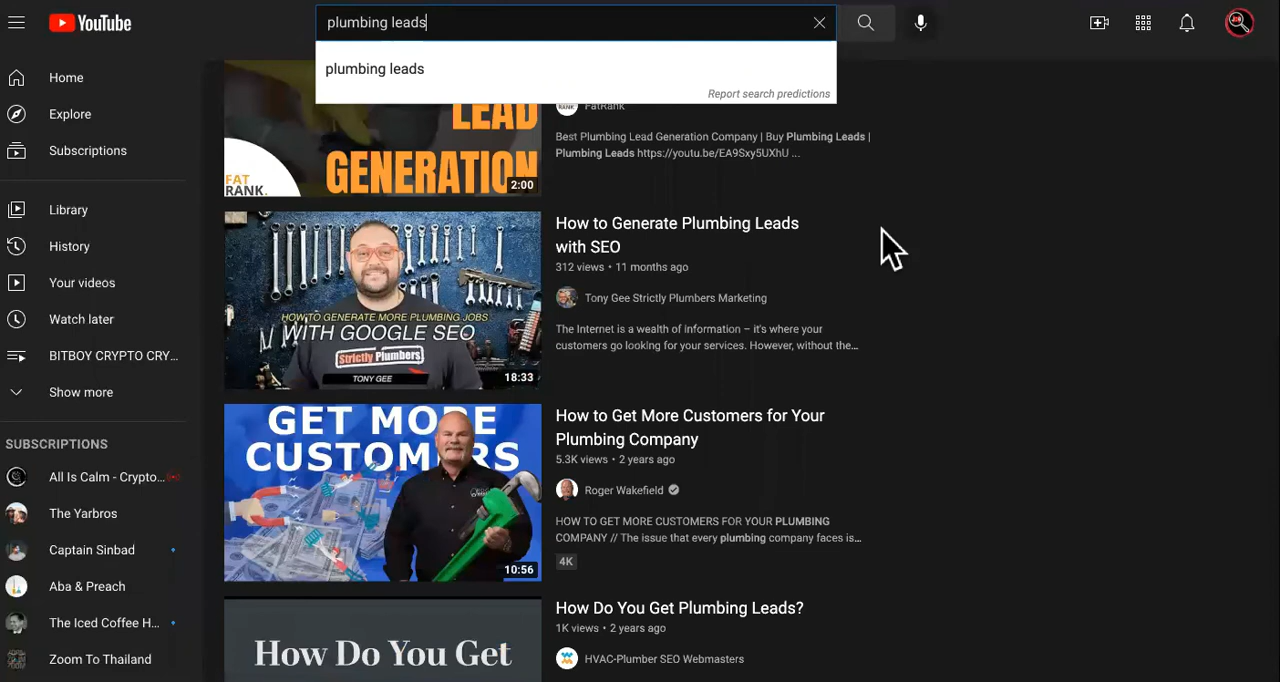 YouTube
plumbing leads
plumbing leads
Report search predictions
Home
Explore
Subscriptions
Library
History
Your videos
Watch later
BITBOY CRYPTO CRY...
Show more
SUBSCRIPTIONS
All Is Calm - Crypto...
The Yarbros
Captain Sinbad
Aba & Preach
The Iced Coffee H...
Zoom To Thailand
LEAD
GENERATION
FAT
RANK.
2:00
RANK
FatRank
Best Plumbing Lead Generation Company | Buy Plumbing Leads |
Plumbing Leads https://youtu.be/EA9Sxy5UXhU ...
HOW TO GENERATE MORE PLUMBING JOBS
WITH GOOGLE SEO
Strictly Plumbers
TONY GEE
18:33
How to Generate Plumbing Leads
with SEO
312 views • 11 months ago
Tony Gee Strictly Plumbers Marketing
The Internet is a wealth of information – it's where your
customers go looking for your services. However, without the...
GET MORE
CUSTOMERS
10:56
How to Get More Customers for Your
Plumbing Company
5.3K views • 2 years ago
Roger Wakefield
HOW TO GET MORE CUSTOMERS FOR YOUR PLUMBING
COMPANY // The issue that every plumbing company faces is...
4K
How Do You Get
How Do You Get Plumbing Leads?
1K views • 2 years ago
HVAC-Plumber SEO Webmasters